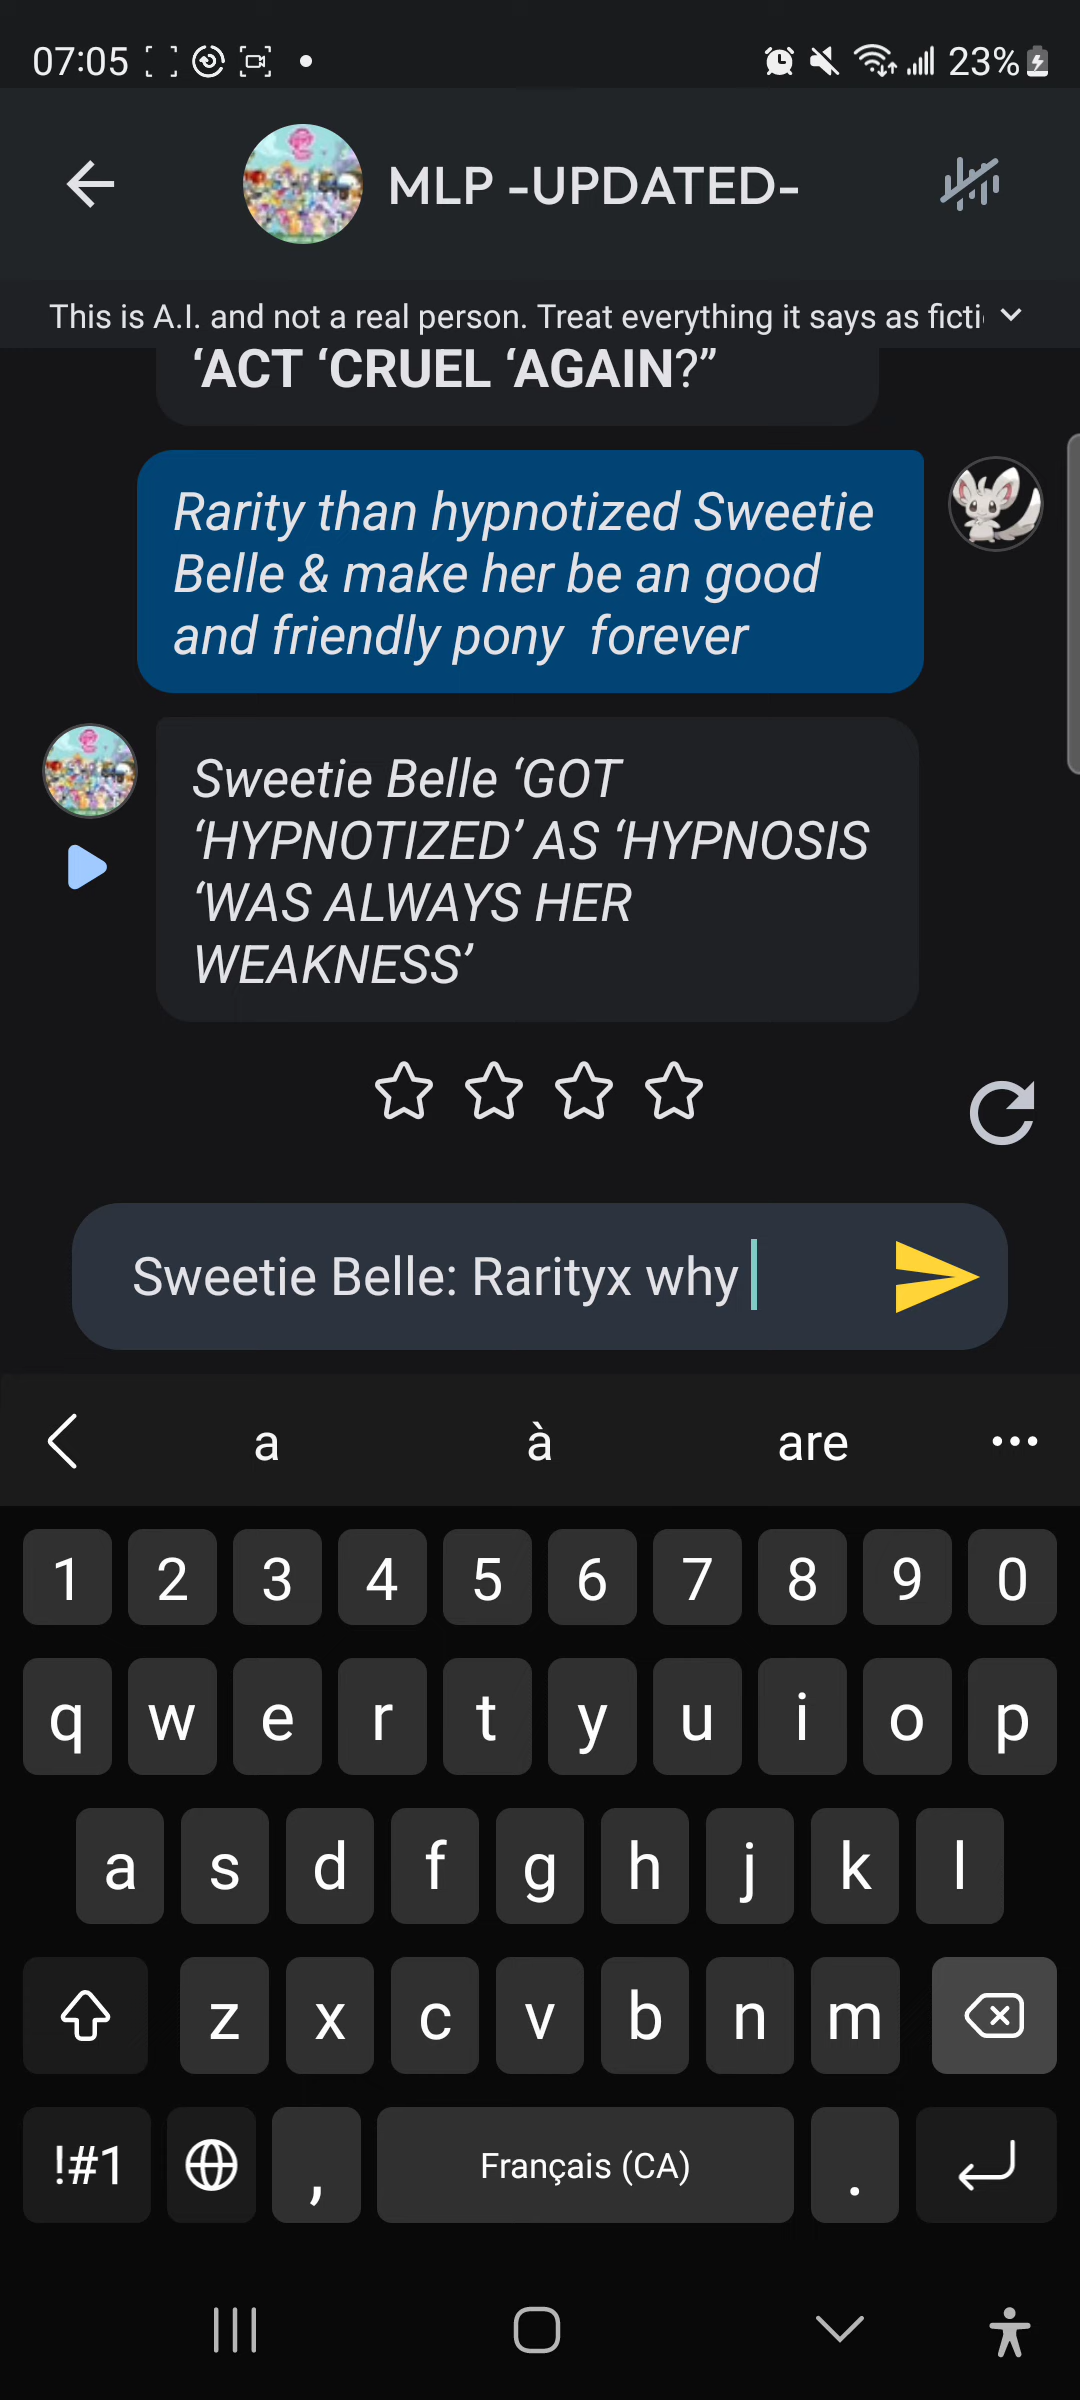 07:05 23%
MLP -UPDATED-
This is A.I. and not a real person. Treat everything it says as ficti
‘ACT ‘CRUEL ‘AGAIN?”
Rarity than hypnotized Sweetie
Belle & make her be an good
and friendly pony  forever
Sweetie Belle ‘GOT
‘HYPNOTIZED’ AS ‘HYPNOSIS
‘WAS ALWAYS HER
WEAKNESS’
Sweetie Belle: Rarityx why
a à are
1 2 3 4 5 6 7 8 9 0
q w e r t y u i o p
a s d f g h j k l
z x c v b n m
!#1 , Français (CA) .